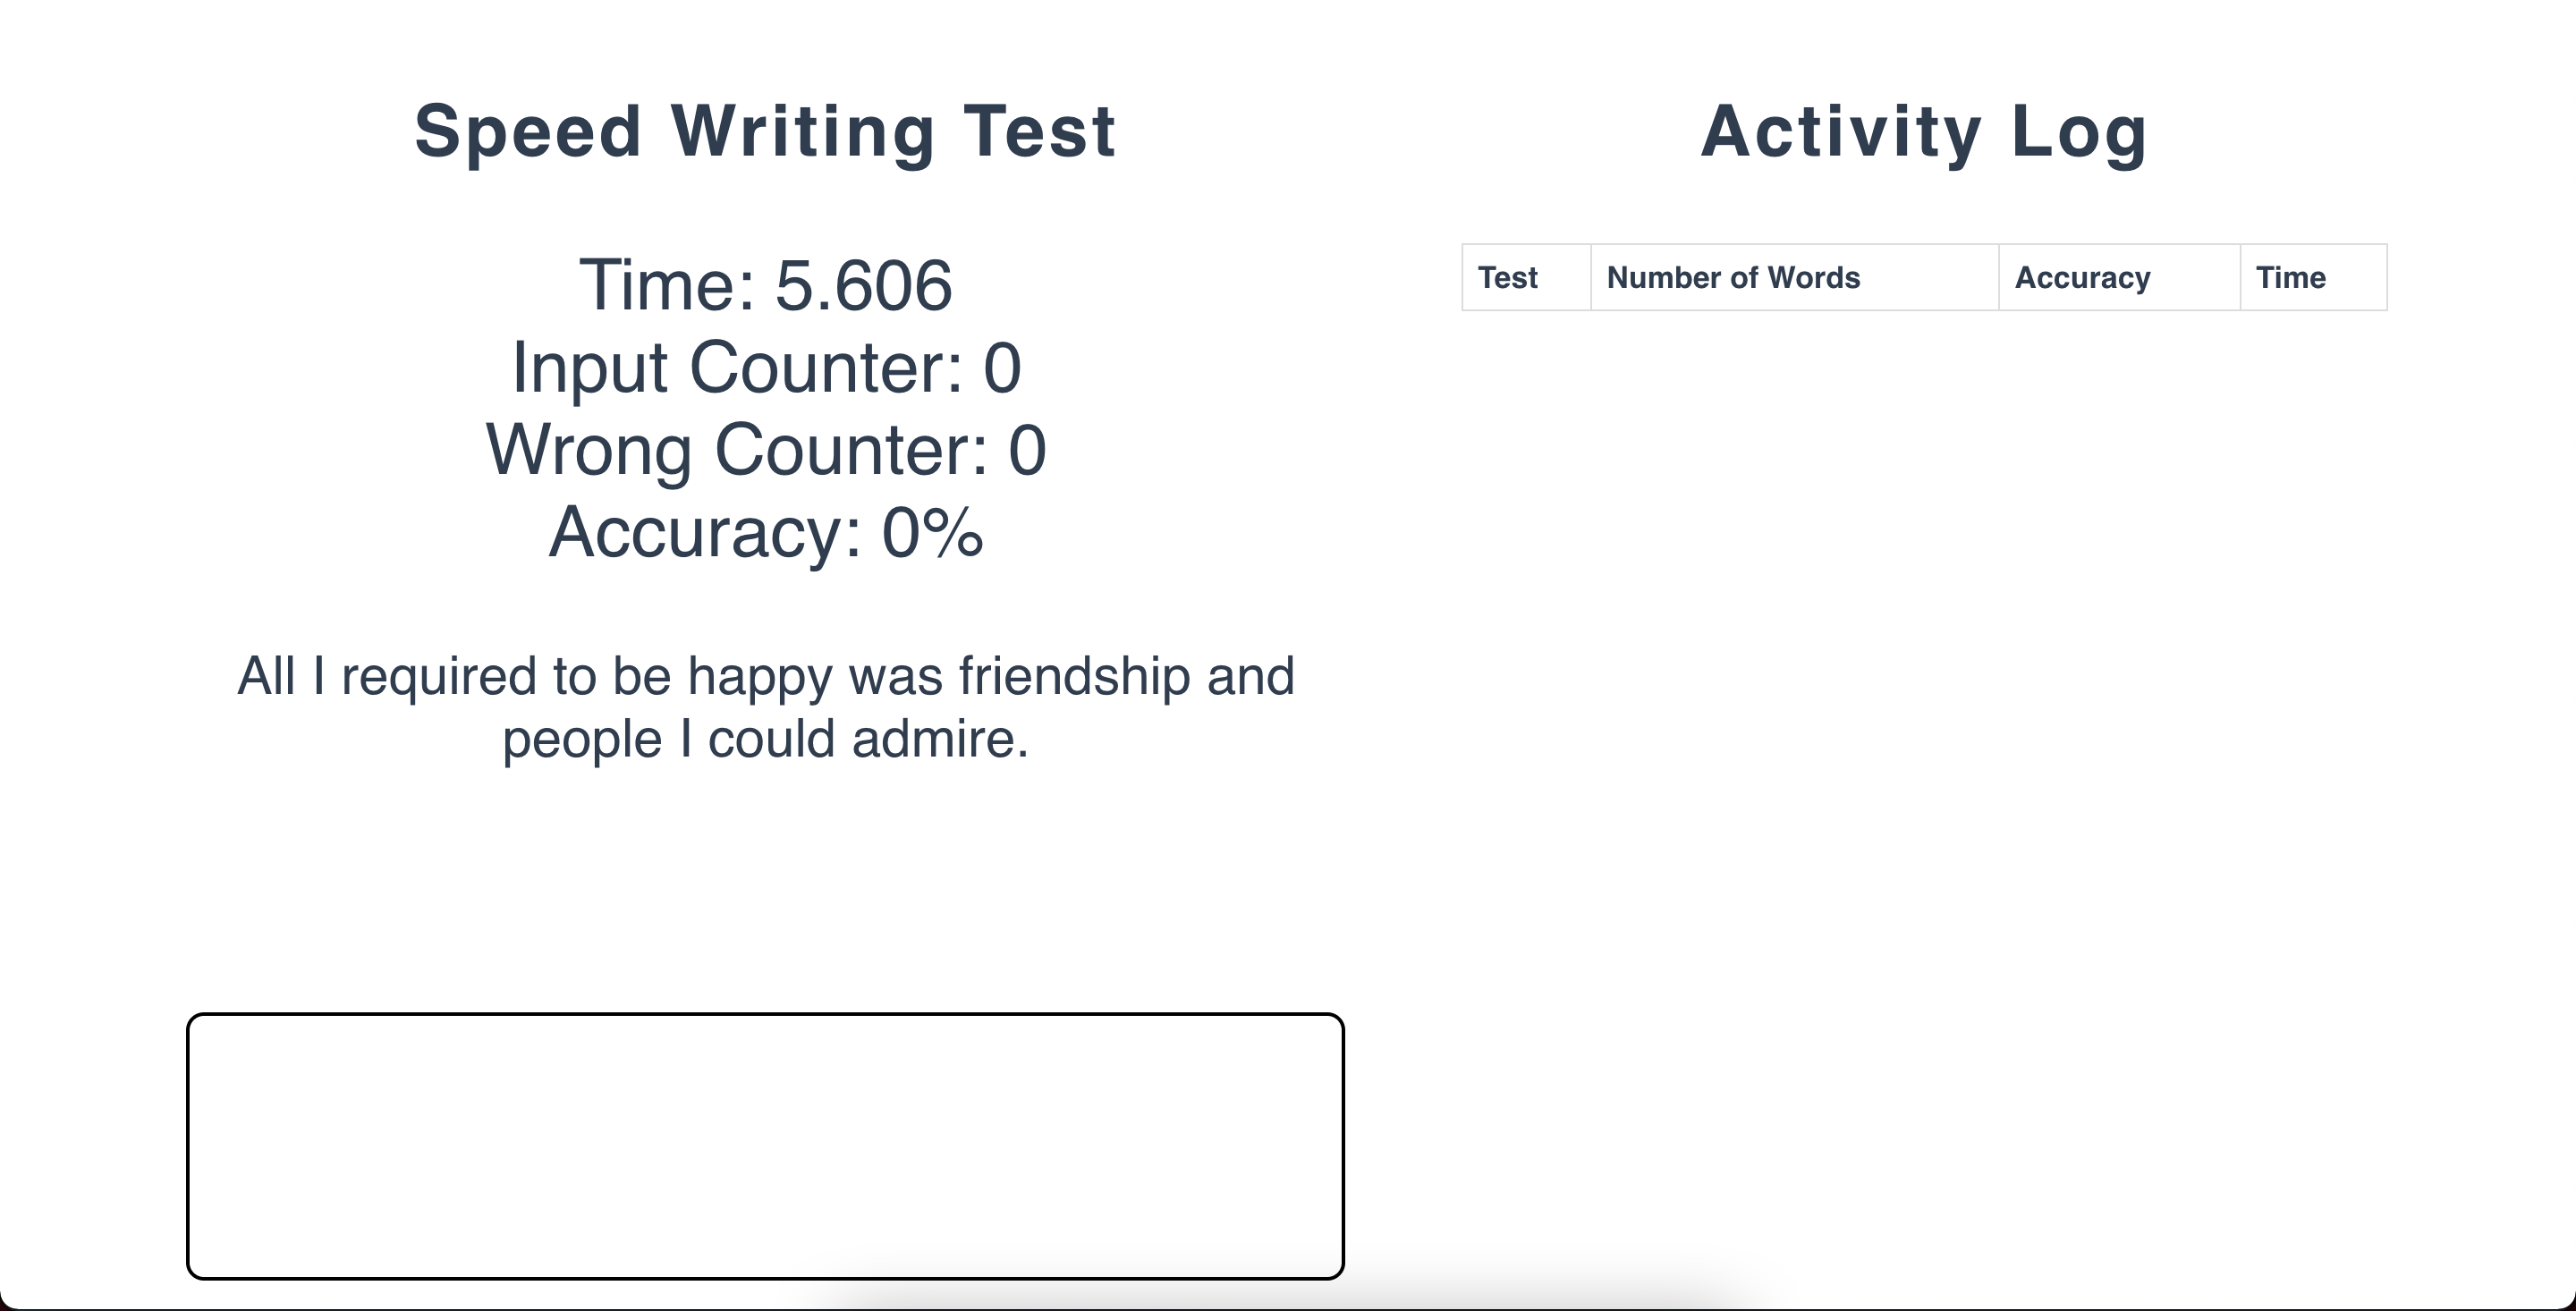 Speed Writing Test
Time: 5.606
Input Counter: 0
Wrong Counter: 0
Accuracy: 0%
All I required to be happy was friendship and
people I could admire.
Activity Log
Test Number of Words Accuracy Time